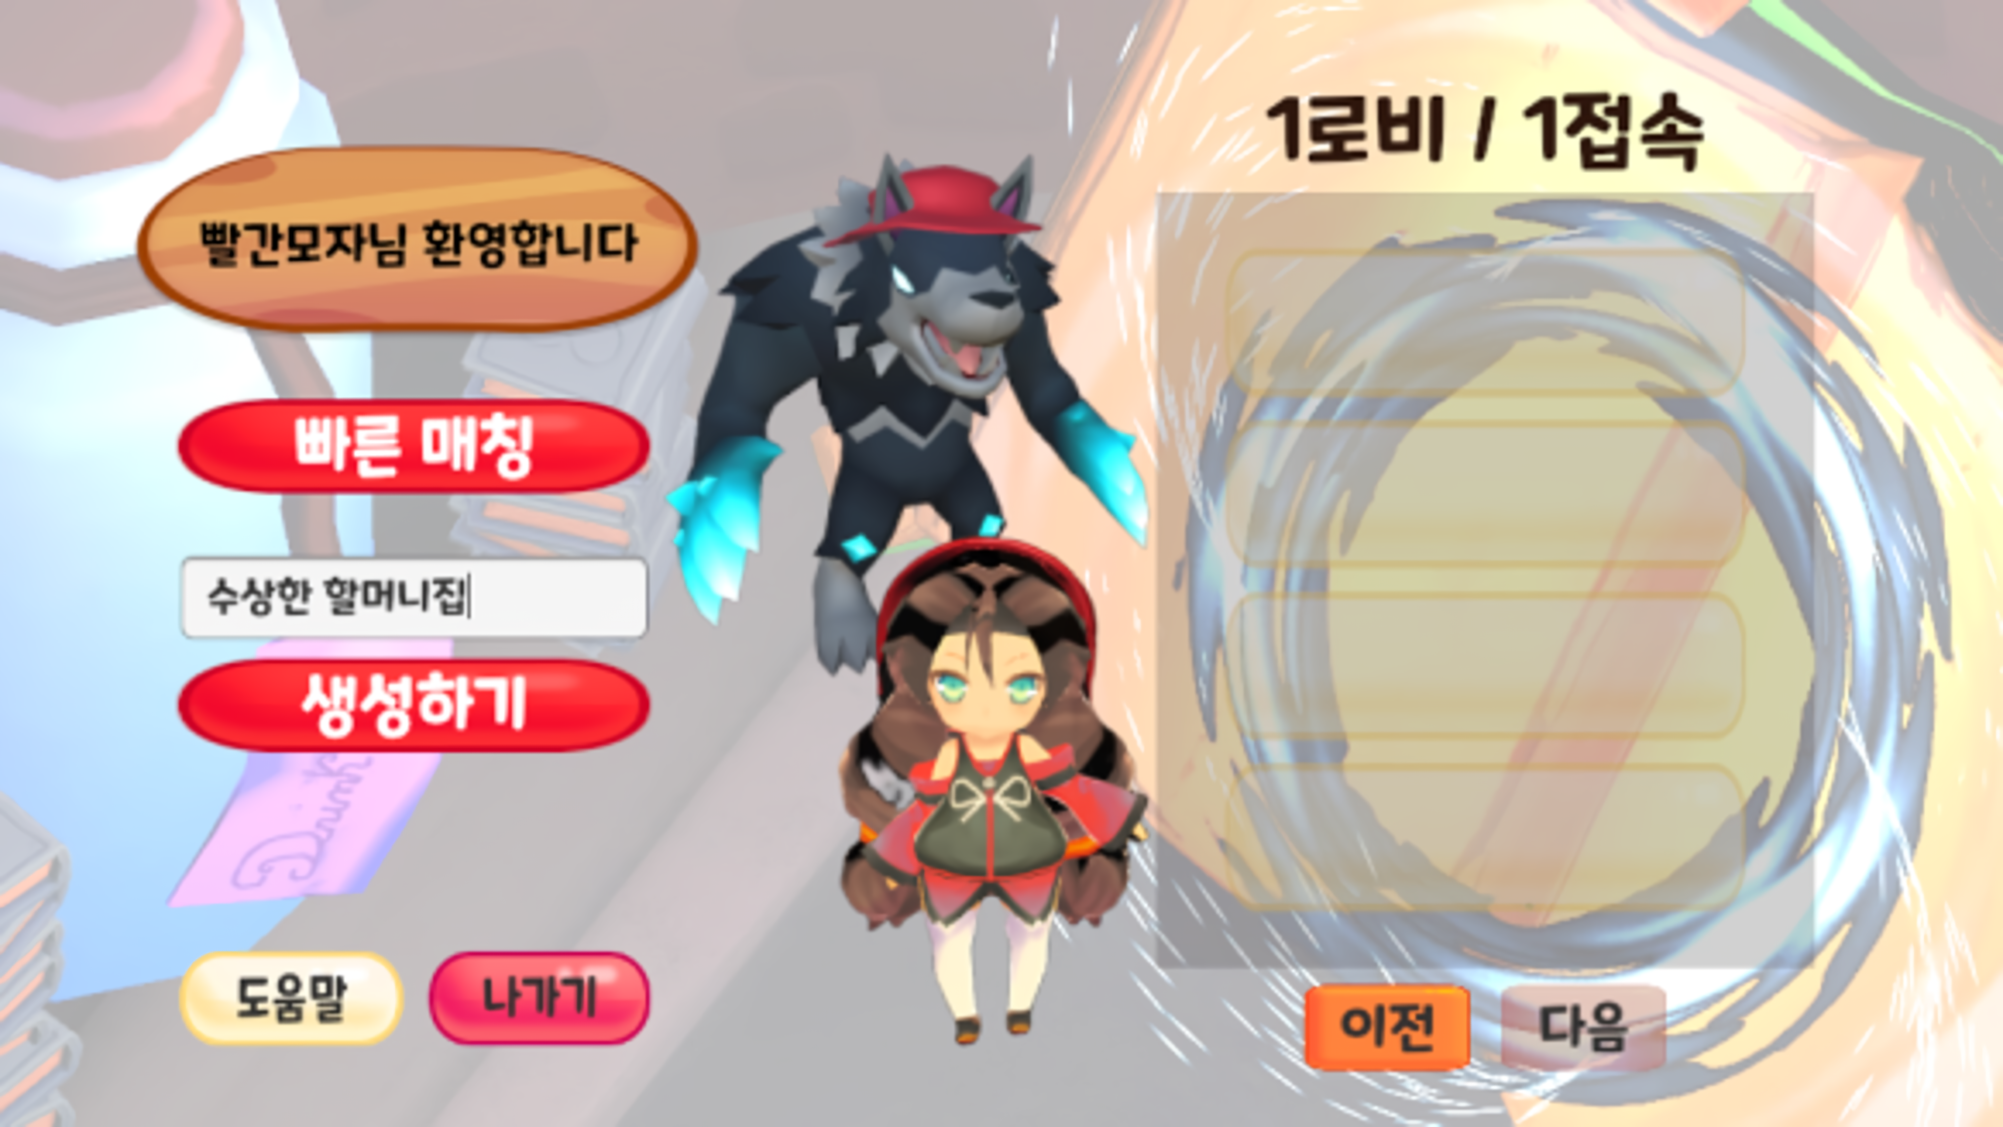 1로비 / 1접속
빨간모자님 환영합니다
빠른 매칭
수상한 할머니집
생성하기
도움말
나가기
이전
다음